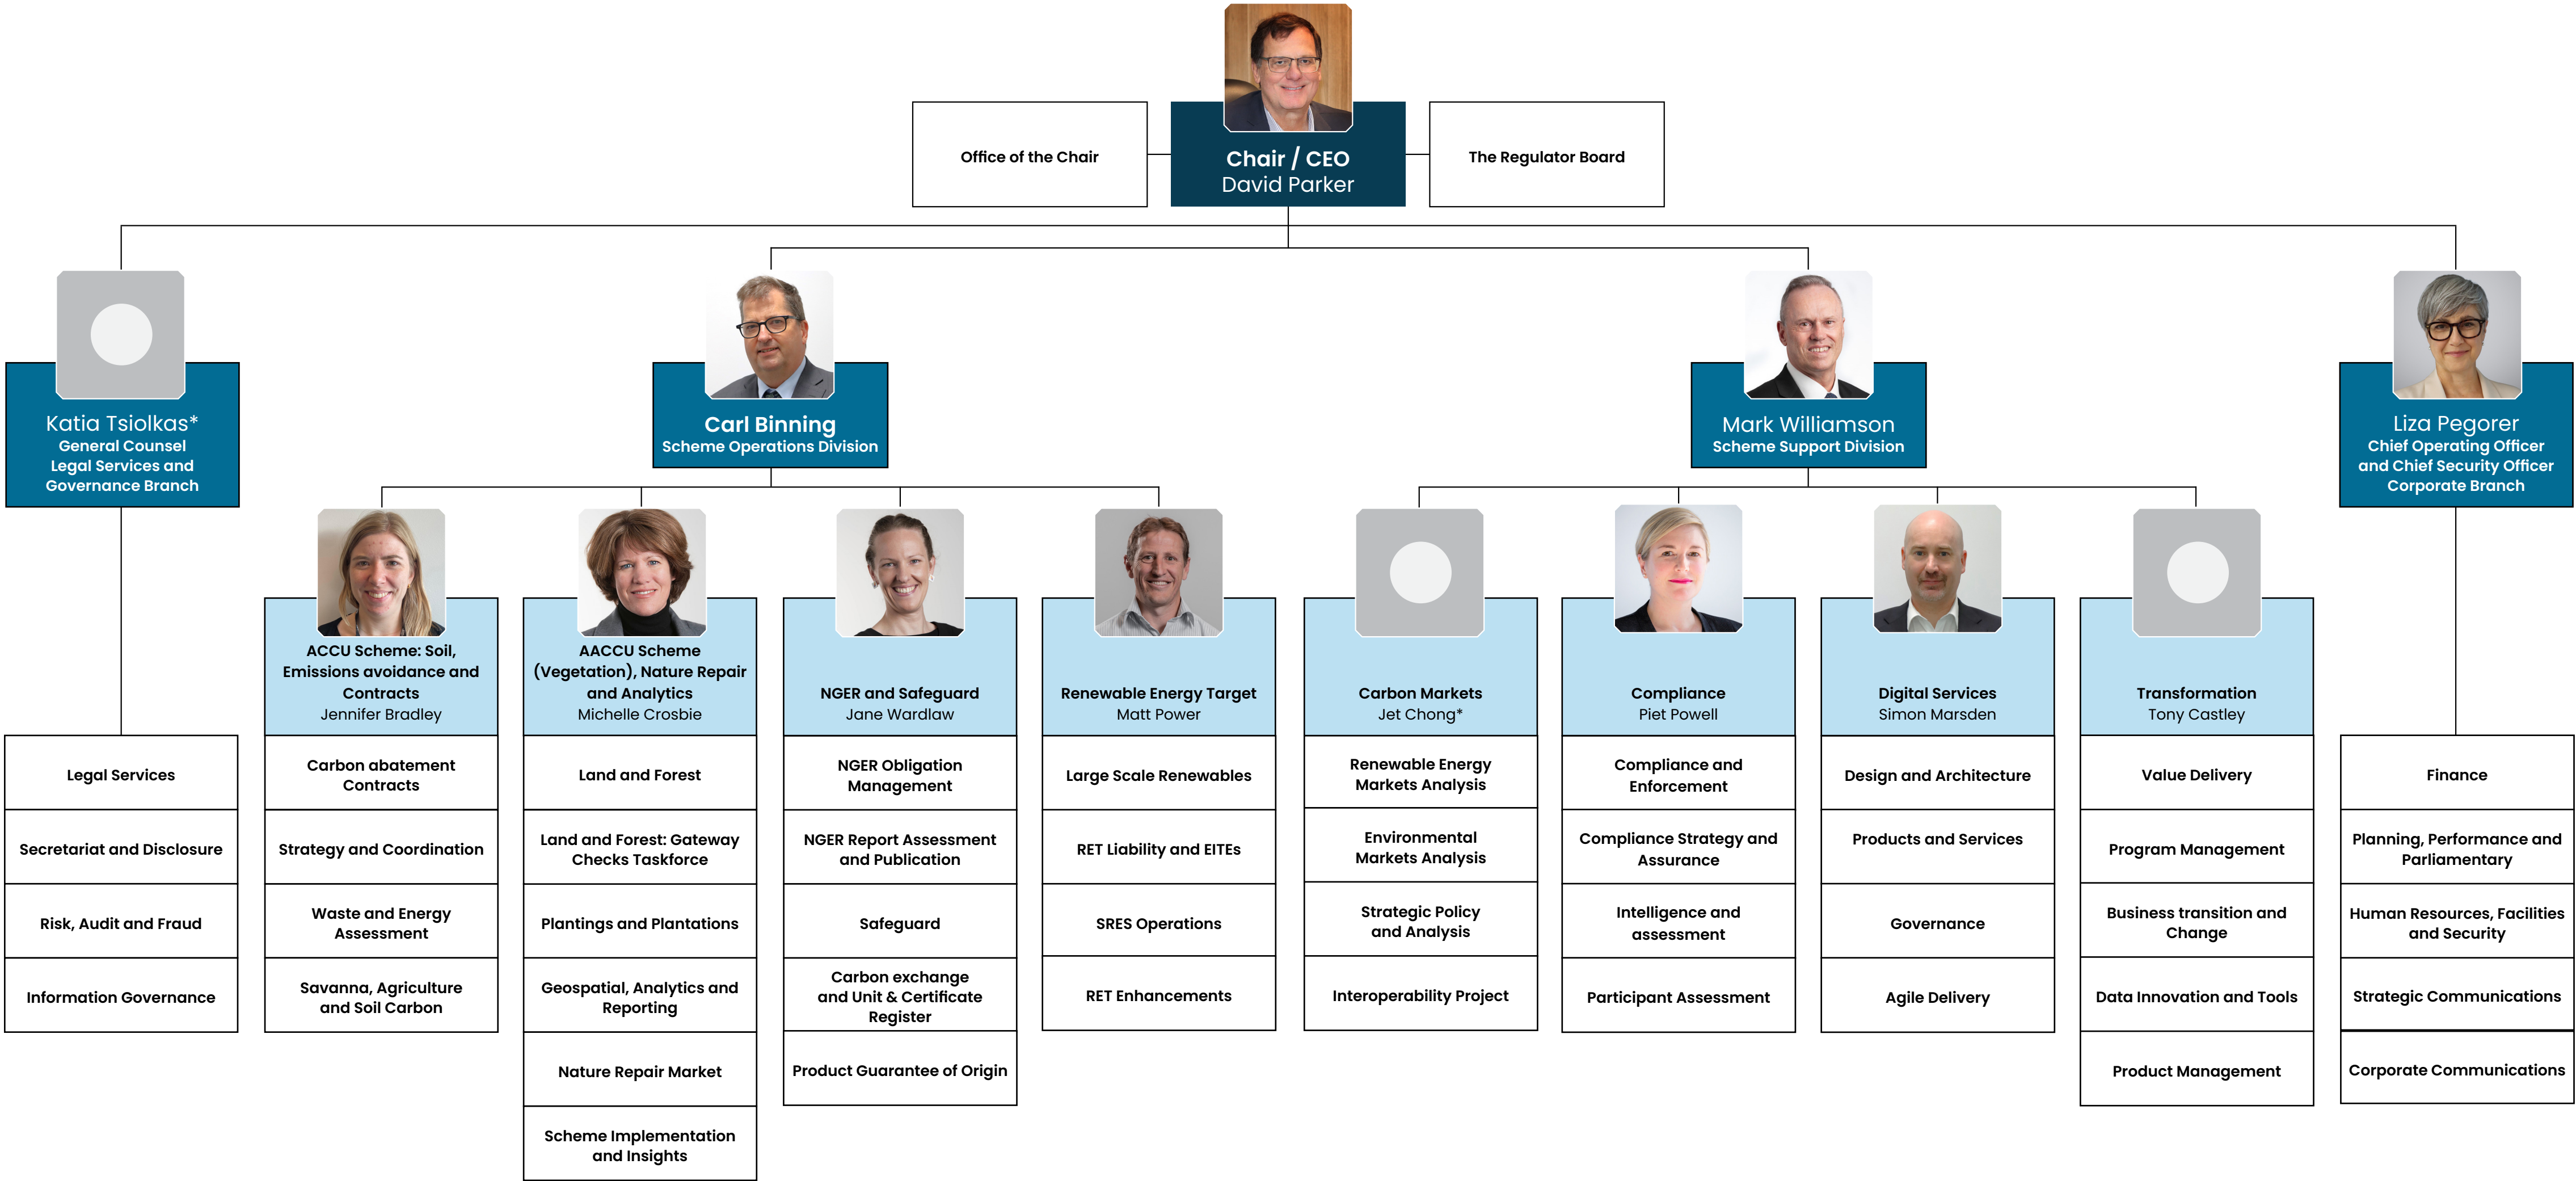 Office of the Chair
Chair / CEO
David Parker
The Regulator Board
Katia Tsiolkas*
General Counsel
Legal Services and
Governance Branch
Carl Binning
Scheme Operations Division
Mark Williamson
Scheme Support Division
Liza Pegorer
Chief Operating Officer
and Chief Security Officer
Corporate Branch
Legal Services
Secretariat and Disclosure
Risk, Audit and Fraud
Information Governance
ACCU Scheme: Soil,
Emissions avoidance and
Contracts
Jennifer Bradley
Carbon abatement
Contracts
Strategy and Coordination
Waste and Energy
Assessment
Savanna, Agriculture
and Soil Carbon
AACCU Scheme
(Vegetation), Nature Repair
and Analytics
Michelle Crosbie
Land and Forest
Land and Forest: Gateway
Checks Taskforce
Plantings and Plantations
Geospatial, Analytics and
Reporting
Nature Repair Market
Scheme Implementation
and Insights
NGER and Safeguard
Jane Wardlaw
NGER Obligation
Management
NGER Report Assessment
and Publication
Safeguard
Carbon exchange
and Unit & Certificate
Register
Product Guarantee of Origin
Renewable Energy Target
Matt Power
Large Scale Renewables
RET Liability and EITEs
SRES Operations
RET Enhancements
Carbon Markets
Jet Chong*
Renewable Energy
Markets Analysis
Environmental
Markets Analysis
Strategic Policy
and Analysis
Interoperability Project
Compliance
Piet Powell
Compliance and
Enforcement
Compliance Strategy and
Assurance
Intelligence and
assessment
Participant Assessment
Digital Services
Simon Marsden
Design and Architecture
Products and Services
Governance
Agile Delivery
Transformation
Tony Castley
Value Delivery
Program Management
Business transition and
Change
Data Innovation and Tools
Product Management
Finance
Planning, Performance and
Parliamentary
Human Resources, Facilities
and Security
Strategic Communications
Corporate Communications